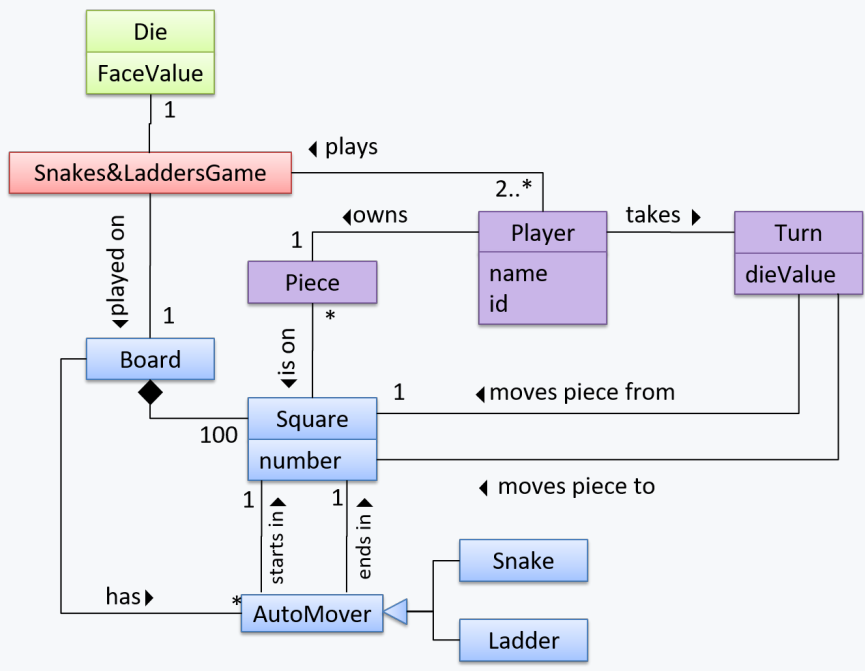 Die
FaceValue
1
Snakes&LaddersGame
plays
2..*
owns
takes
1
Player
Turn
name
id
dieValue
Piece
played on
1
*
is on
Board
1
moves piece from
Square
100
number
moves piece to
1
1
starts in
ends in
Snake
has
*
AutoMover
Ladder